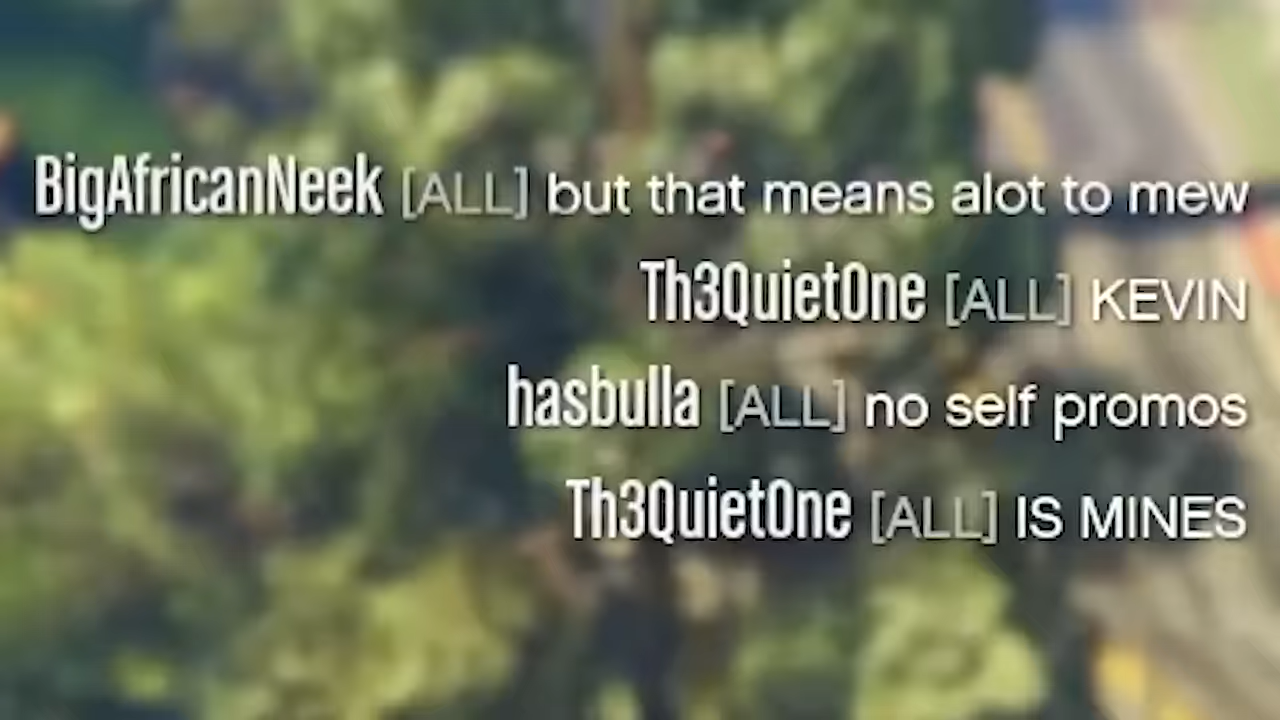 BigAfricanNeek [ALL] but that means alot to mew
Th3QuietOne [ALL] KEVIN
hasbulla [ALL] no self promos
Th3QuietOne [ALL] IS MINES